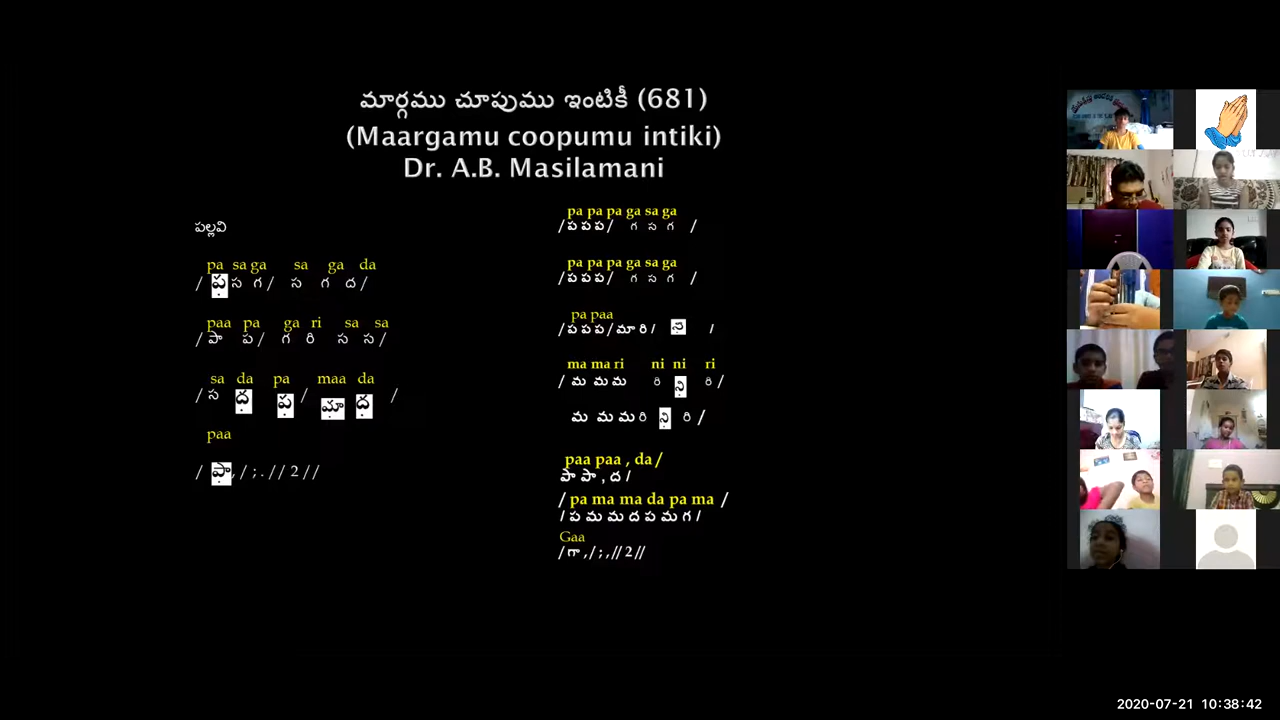 మార్గము చూపుము ఇంటికీ (681)
(Maargamu coopumu intiki)
Dr. A.B. Masilamani
పల్లవి
pa sa ga sa ga da
/ ప స గ / స గ ద /
paa pa ga ri sa sa
/ పా ప / గ రి స స /
sa da pa maa da
/ స ధ ప / మా ధ /
paa
/ పా , / ; . // 2 //
pa pa pa ga sa ga
/ ప ప ప / గ స గ /
pa pa pa ga sa ga
/ ప ప ప / గ స గ /
pa paa
/ ప ప ప / మా రి / /
ma ma ri ni ni ri
/ మ మ మ రి ని రి /
మ మ మ రి ని రి /
paa paa , da /
పా పా , ద /
/ pa ma ma da pa ma /
/ ప మ మ ద ప మ గ /
Gaa
/ గా , / ; , // 2 //
2020-07-21 10:38:42